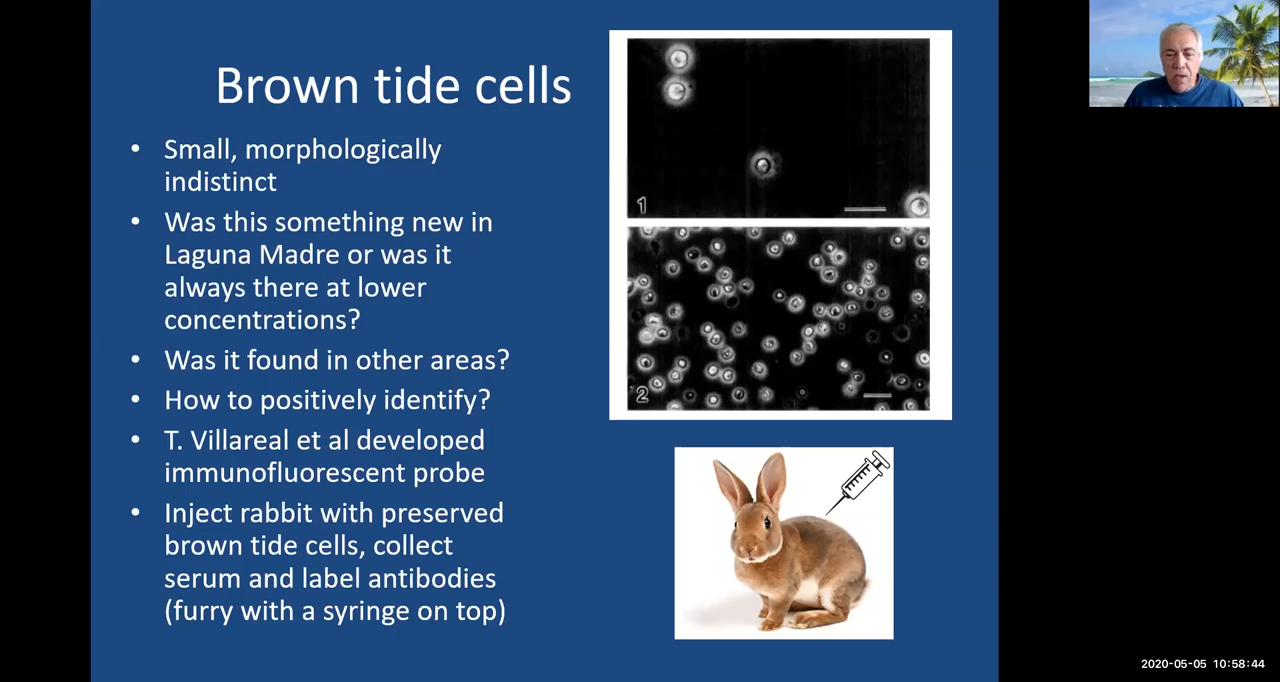 Brown tide cells
• Small, morphologically
indistinct
• Was this something new in
Laguna Madre or was it
always there at lower
concentrations?
• Was it found in other areas?
• How to positively identify?
• T. Villareal et al developed
immunofluorescent probe
• Inject rabbit with preserved
brown tide cells, collect
serum and label antibodies
(furry with a syringe on top)
1
2
2020-05-05 10:58:44